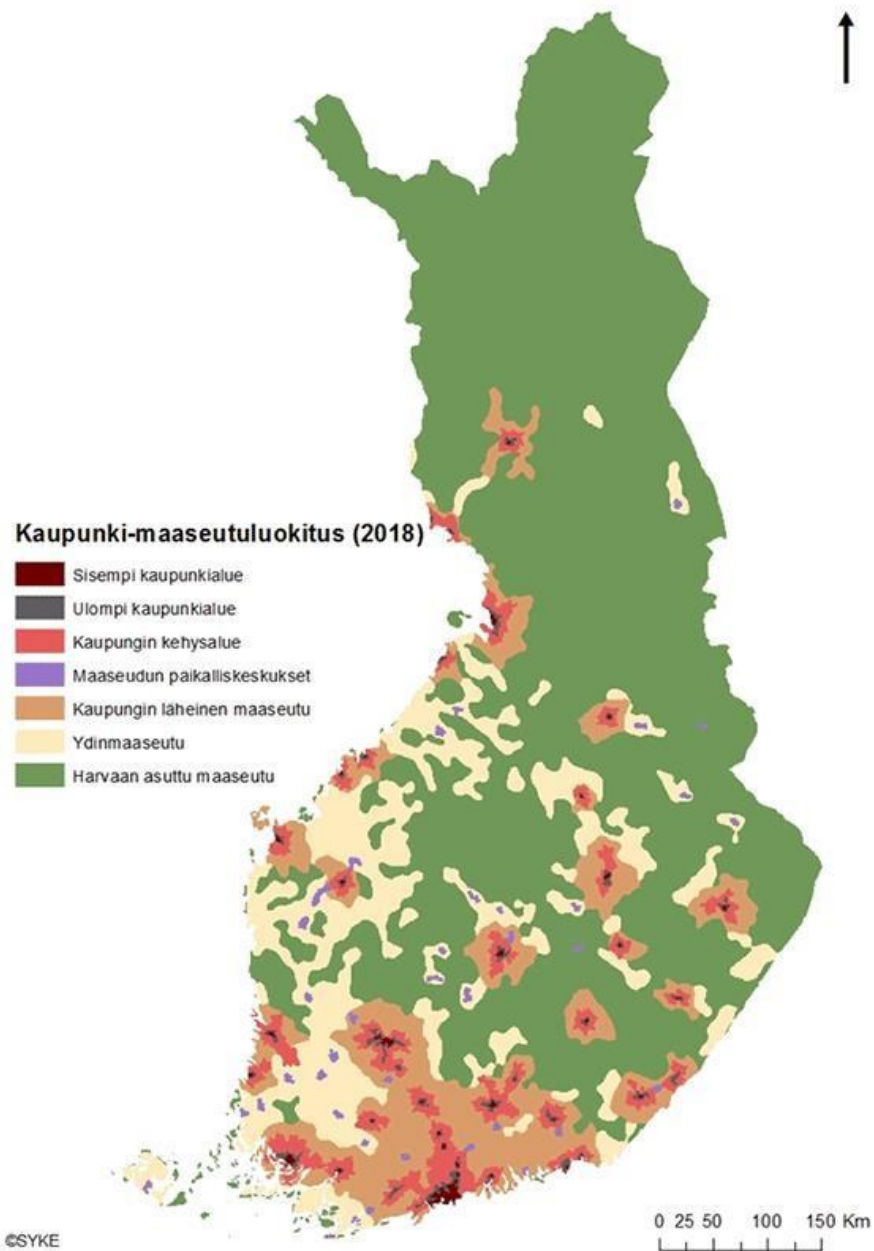 Kaupunki-maaseutuluokitus (2018)
Sisempi kaupunkialue
Ulompi kaupunkialue
Kaupungin kehysalue
Maaseudun paikalliskeskukset
Kaupungin läheinen maaseutu
Ydinmaaseutu
Harvaan asuttu maaseutu
0 25 50 100 150 Km
©SYKE